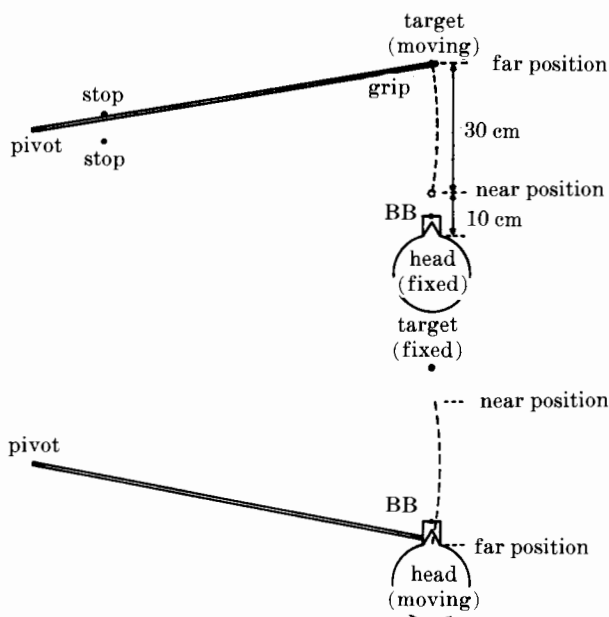 target
(moving)
far position
grip
stop
30 cm
pivot
stop
near position
BB
10 cm
head
(fixed)
target
(fixed)
near position
pivot
BB
far position
head
(moving)